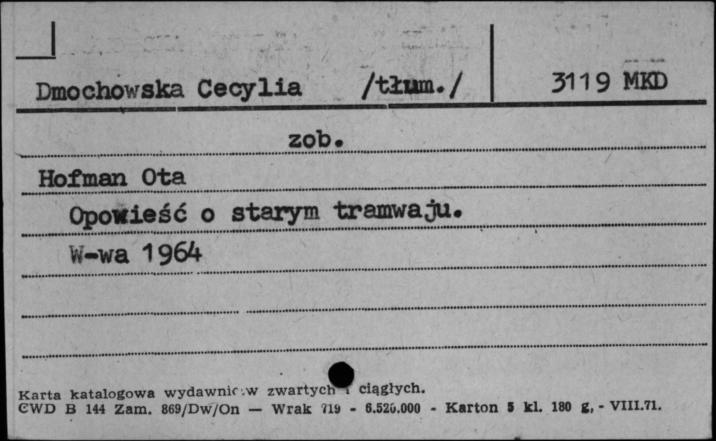 Dmochowska Cecylia /tłum./ 3119 MKD
zob.
Hofman Ota
Opowieść o starym tramwaju.
W-wa 1964
Karta katalogowa wydawnic w zwartych i ciągłych.
CWD B 144 Zam. 869/Dw/On — Wrak 719 - 6.520.000 - Karton 5 kl. 180 g, - VIII.71.